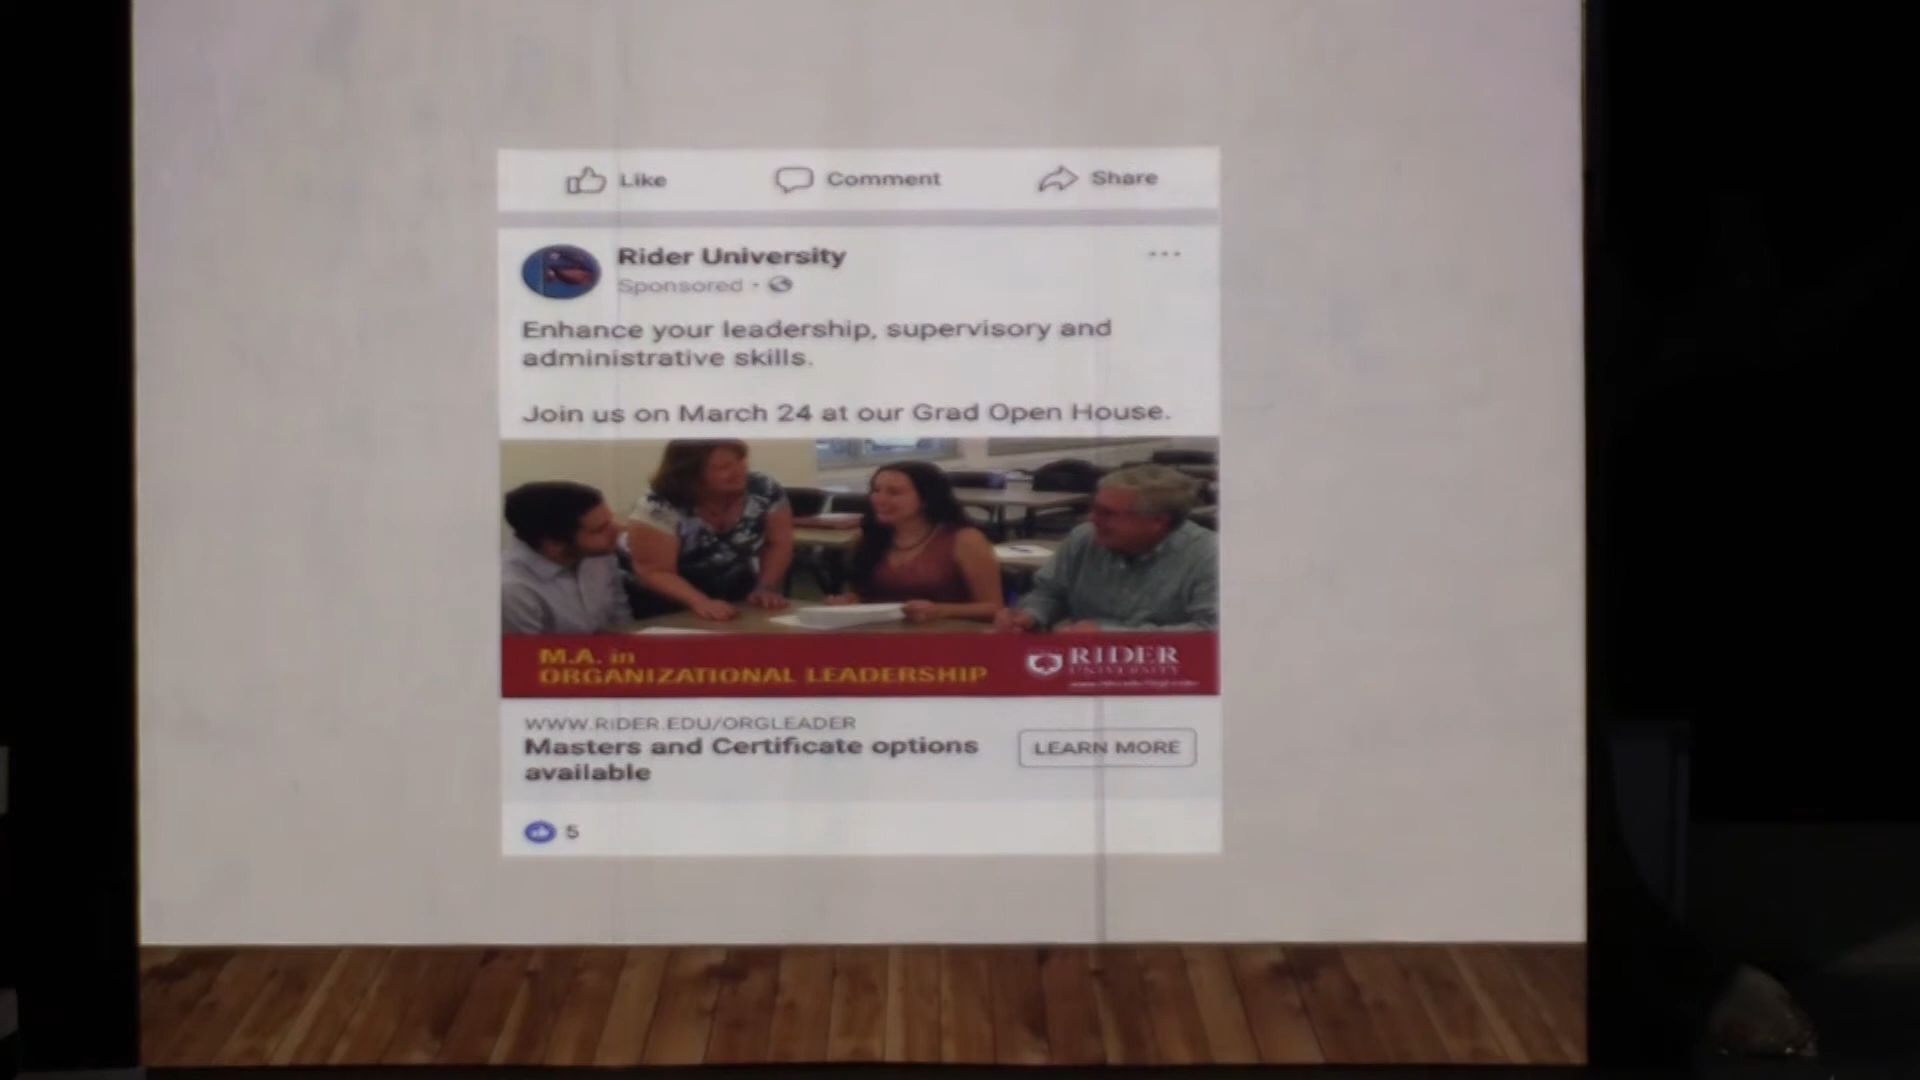 Like Comment Share
Rider University
Sponsored
Enhance your leadership, supervisory and
administrative skills.
Join us on March 24 at our Grad Open House.
M.A. in
ORGANIZATIONAL LEADERSHIP
RIDER
UNIVERSITY
WWW.RIDER.EDU/ORGLEADER
Masters and Certificate options
available
LEARN MORE
5